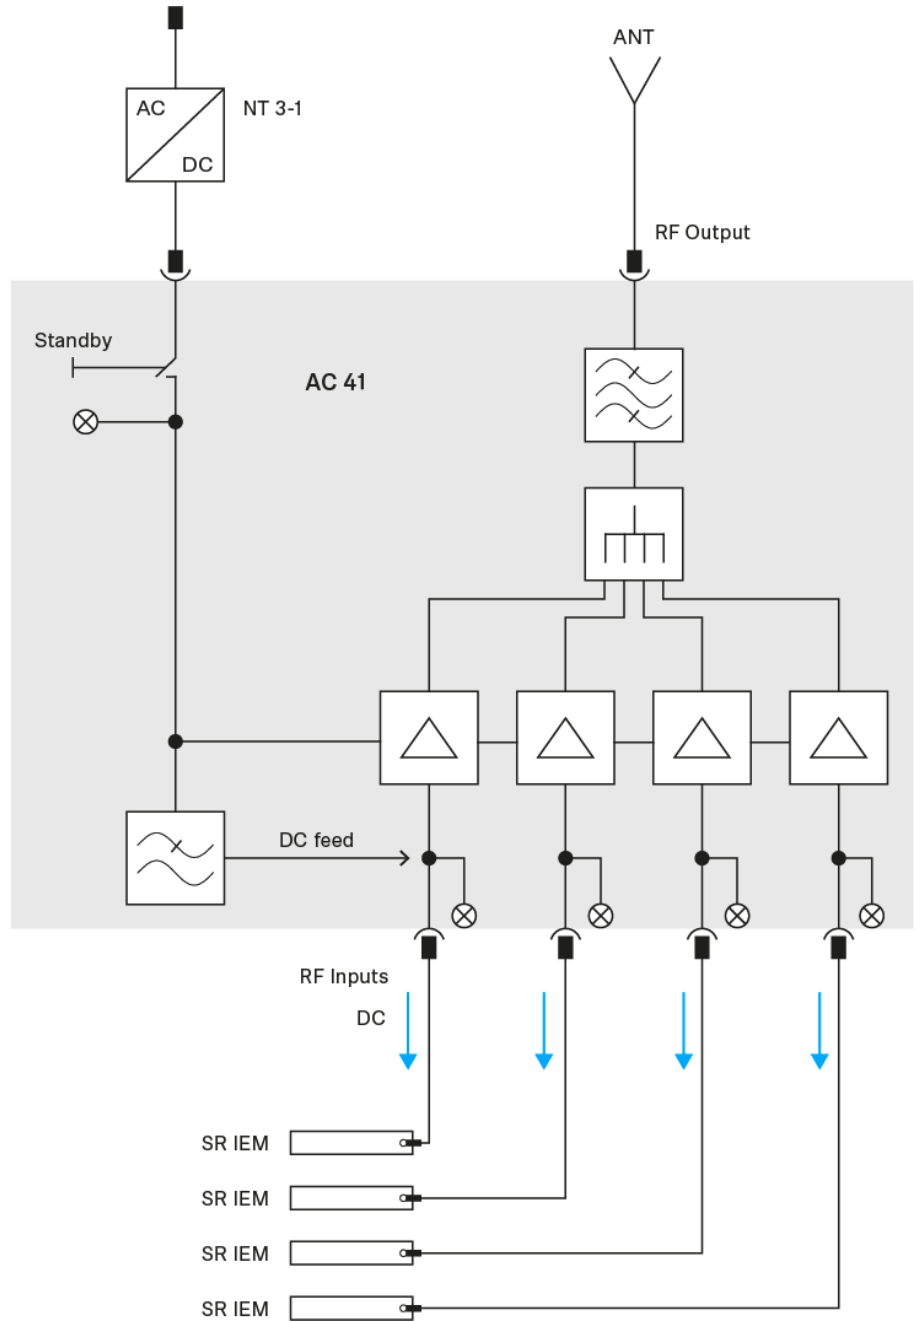 ANT
AC
NT 3-1
DC
RF Output
Standby
AC 41
DC feed
RF Inputs
DC
SR IEM
SR IEM
SR IEM
SR IEM